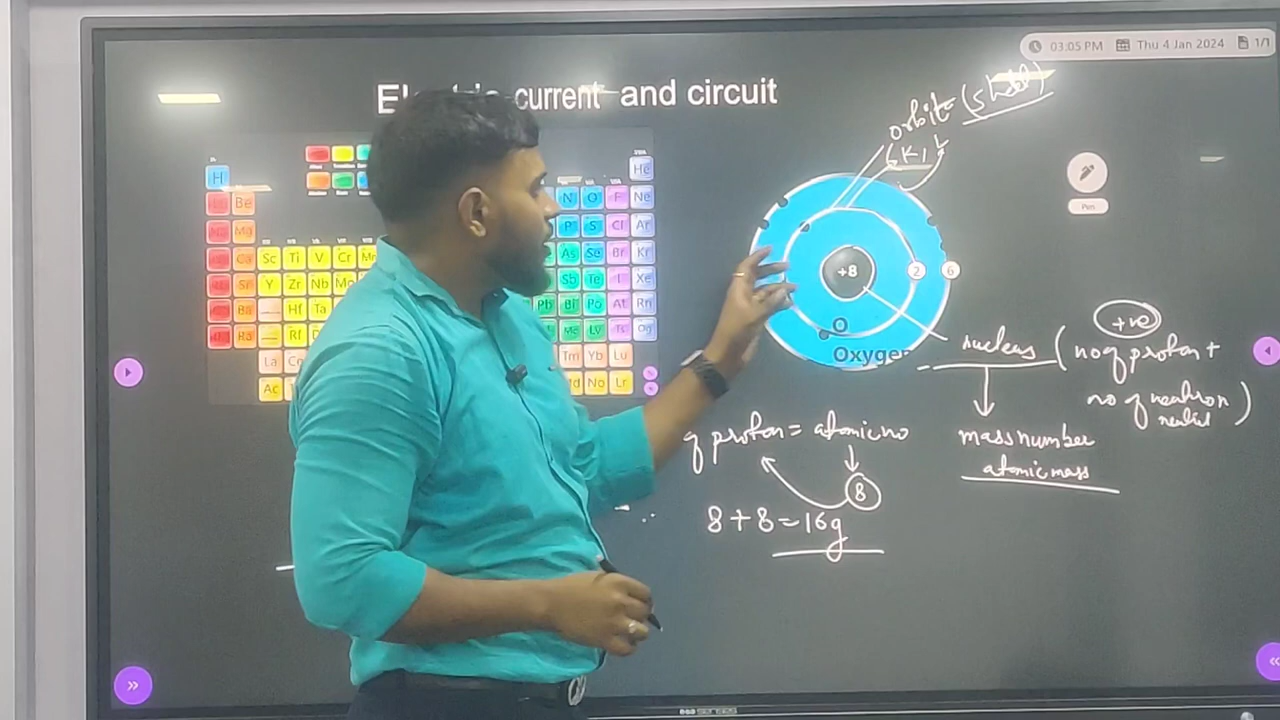 03:05 PM Thu 4 Jan 2024 1/1
current and circuit
orbit (shell)
Pen
H He
Be N O F Ne
Mg P S Cl Ar
Ca Sc Ti V Cr Mn As Se Br Kr
Sr Y Zr Nb Mo Sb Te I Xe
Ba Hf Ta Pb Bi Po At Rn
Ra Rf Mc Lv Ts Og
La Tm Yb Lu
Ac No Lr
+8 2 6
O
Oxygen
+ve
nucleus (no of proton +
no of neutron)
of proton = atomic no
mass number
atomic mass
8
8+8=16g